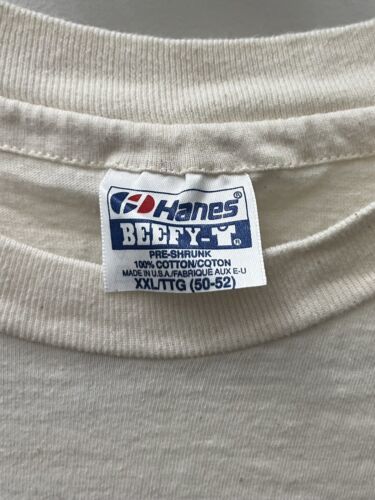 Hanes®
BEEFY-T®
PRE-SHRUNK
100% COTTON/COTON
MADE IN U.S.A./FABRIQUE AUX E-U
XXL/TTG (50-52)